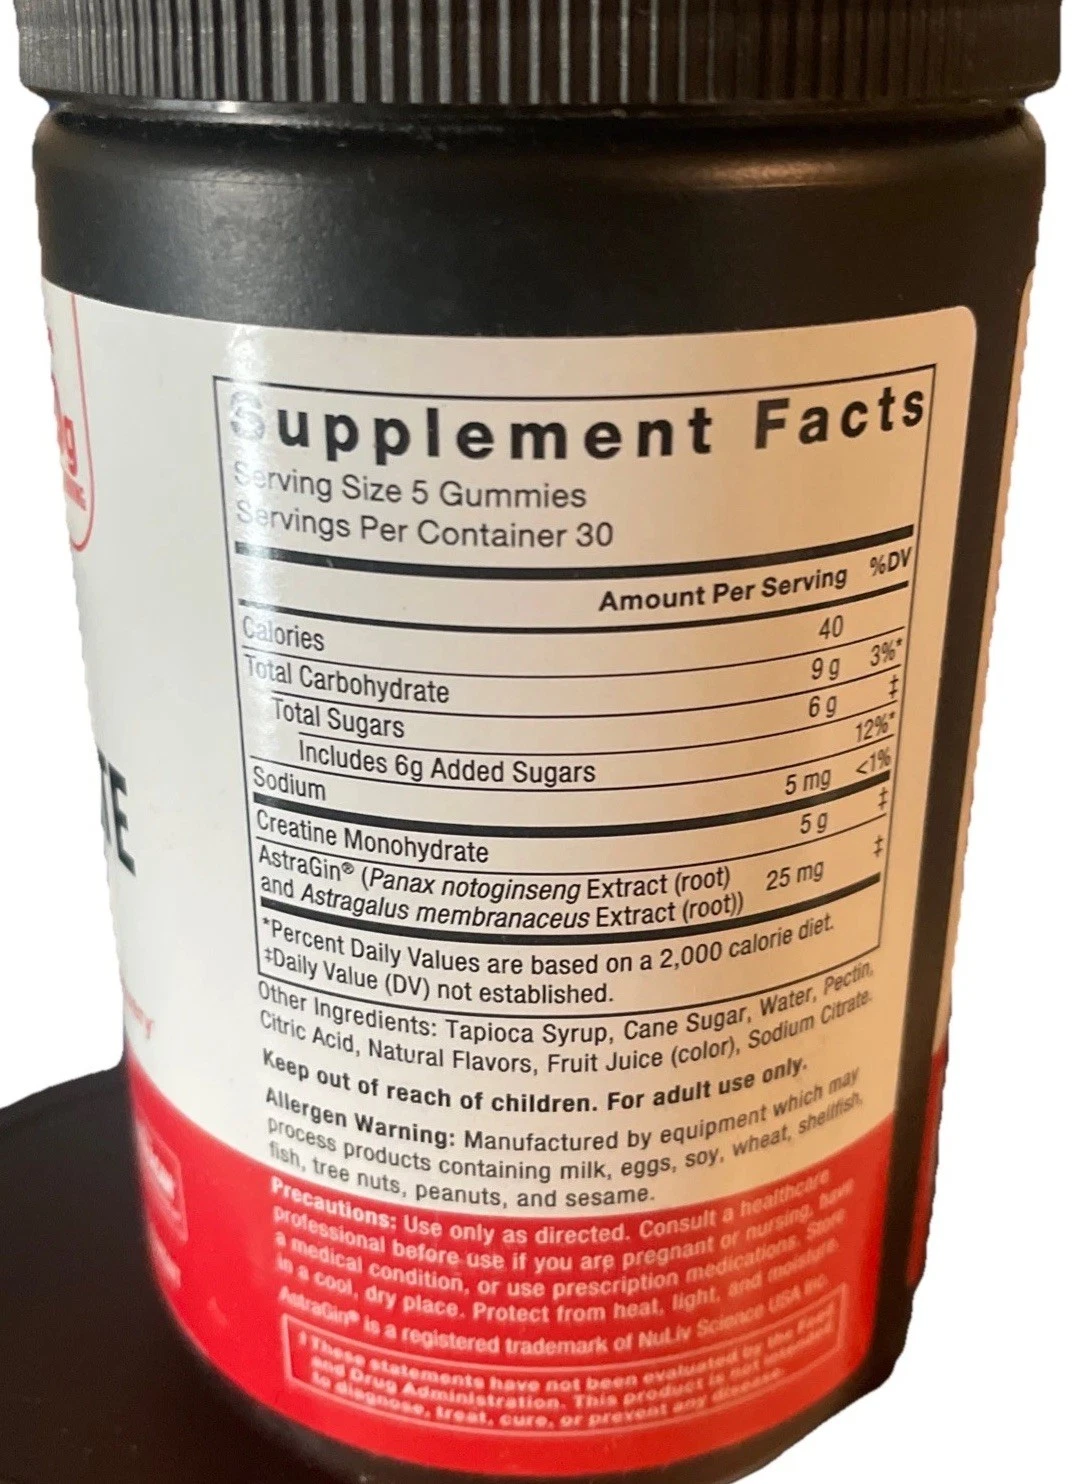 g
TE
Supplement Facts
Serving Size 5 Gummies
Servings Per Container 30
Amount Per Serving %DV
Calories 40
Total Carbohydrate 9 g 3%*
Total Sugars 6 g ‡
Includes 6g Added Sugars 12%*
Sodium 5 mg <1%
Creatine Monohydrate 5 g ‡
AstraGin® (Panax notoginseng Extract (root)
and Astragalus membranaceus Extract (root)) 25 mg ‡
*Percent Daily Values are based on a 2,000 calorie diet.
‡Daily Value (DV) not established.
Other Ingredients: Tapioca Syrup, Cane Sugar, Water, Pectin,
Citric Acid, Natural Flavors, Fruit Juice (color), Sodium Citrate.
Keep out of reach of children. For adult use only.
Allergen Warning: Manufactured by equipment which may
process products containing milk, eggs, soy, wheat, shellfish,
fish, tree nuts, peanuts, and sesame.
Precautions: Use only as directed. Consult a healthcare
professional before use if you are pregnant or nursing, have
a medical condition, or use prescription medications. Store
in a cool, dry place. Protect from heat, light, and moisture.
AstraGin® is a registered trademark of NuLiv Science USA Inc.
‡These statements have not been evaluated by the Food
and Drug Administration. This product is not intended
to diagnose, treat, cure, or prevent any disease.